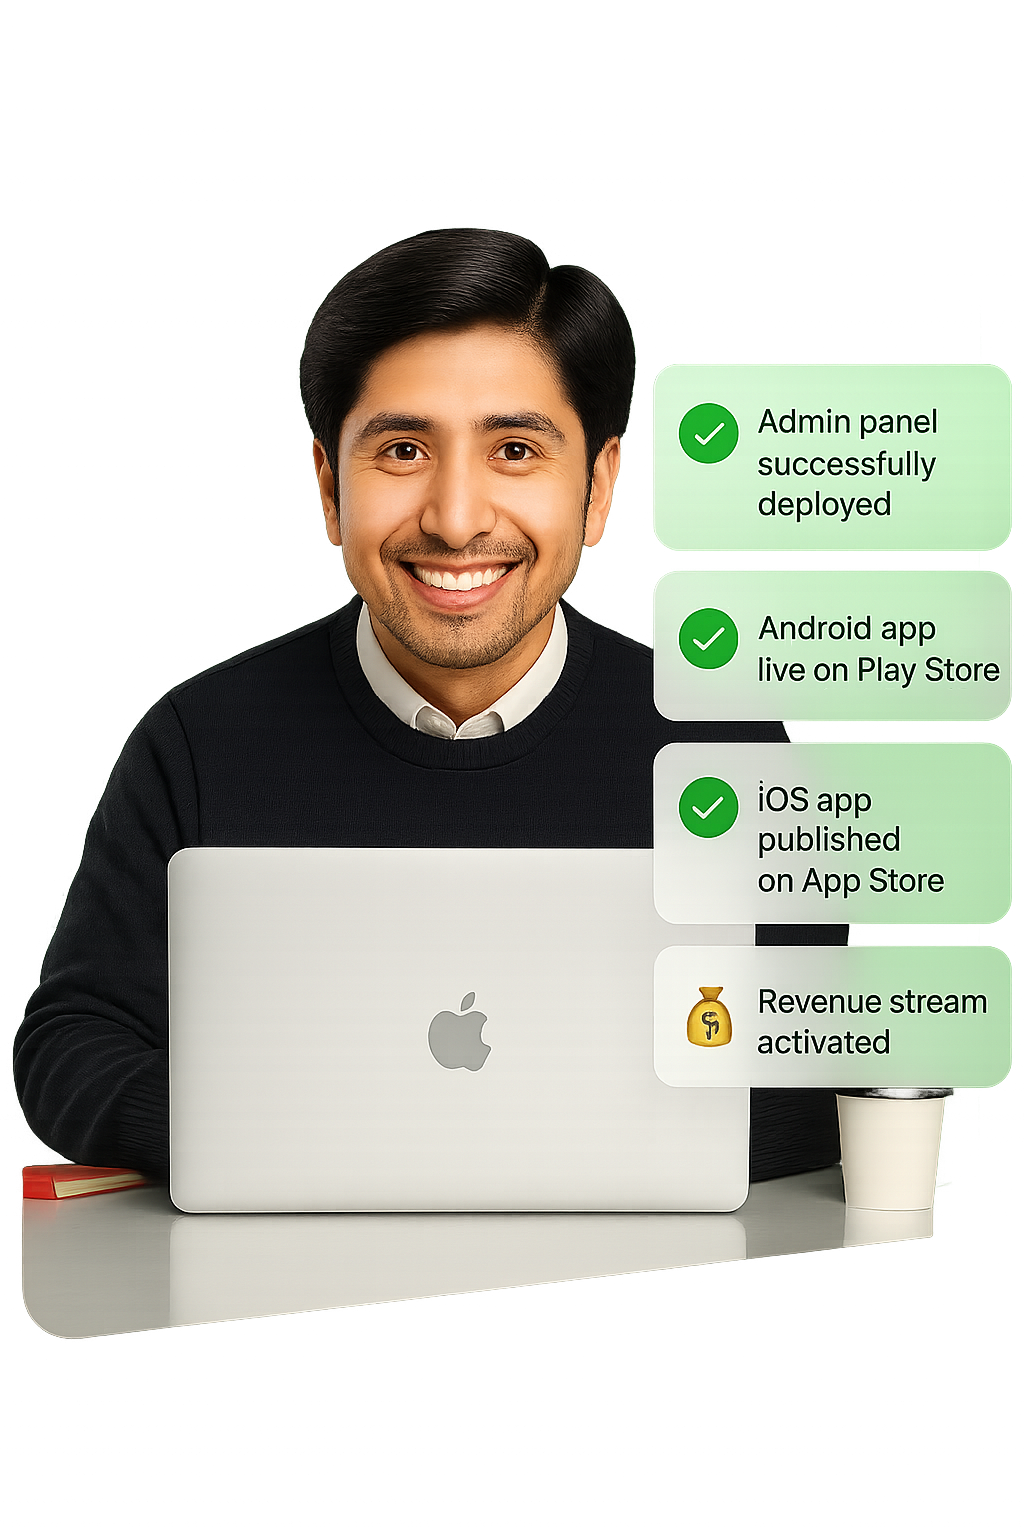 Admin panel
successfully
deployed
Android app
live on Play Store
iOS app
published
on App Store
Revenue stream
activated